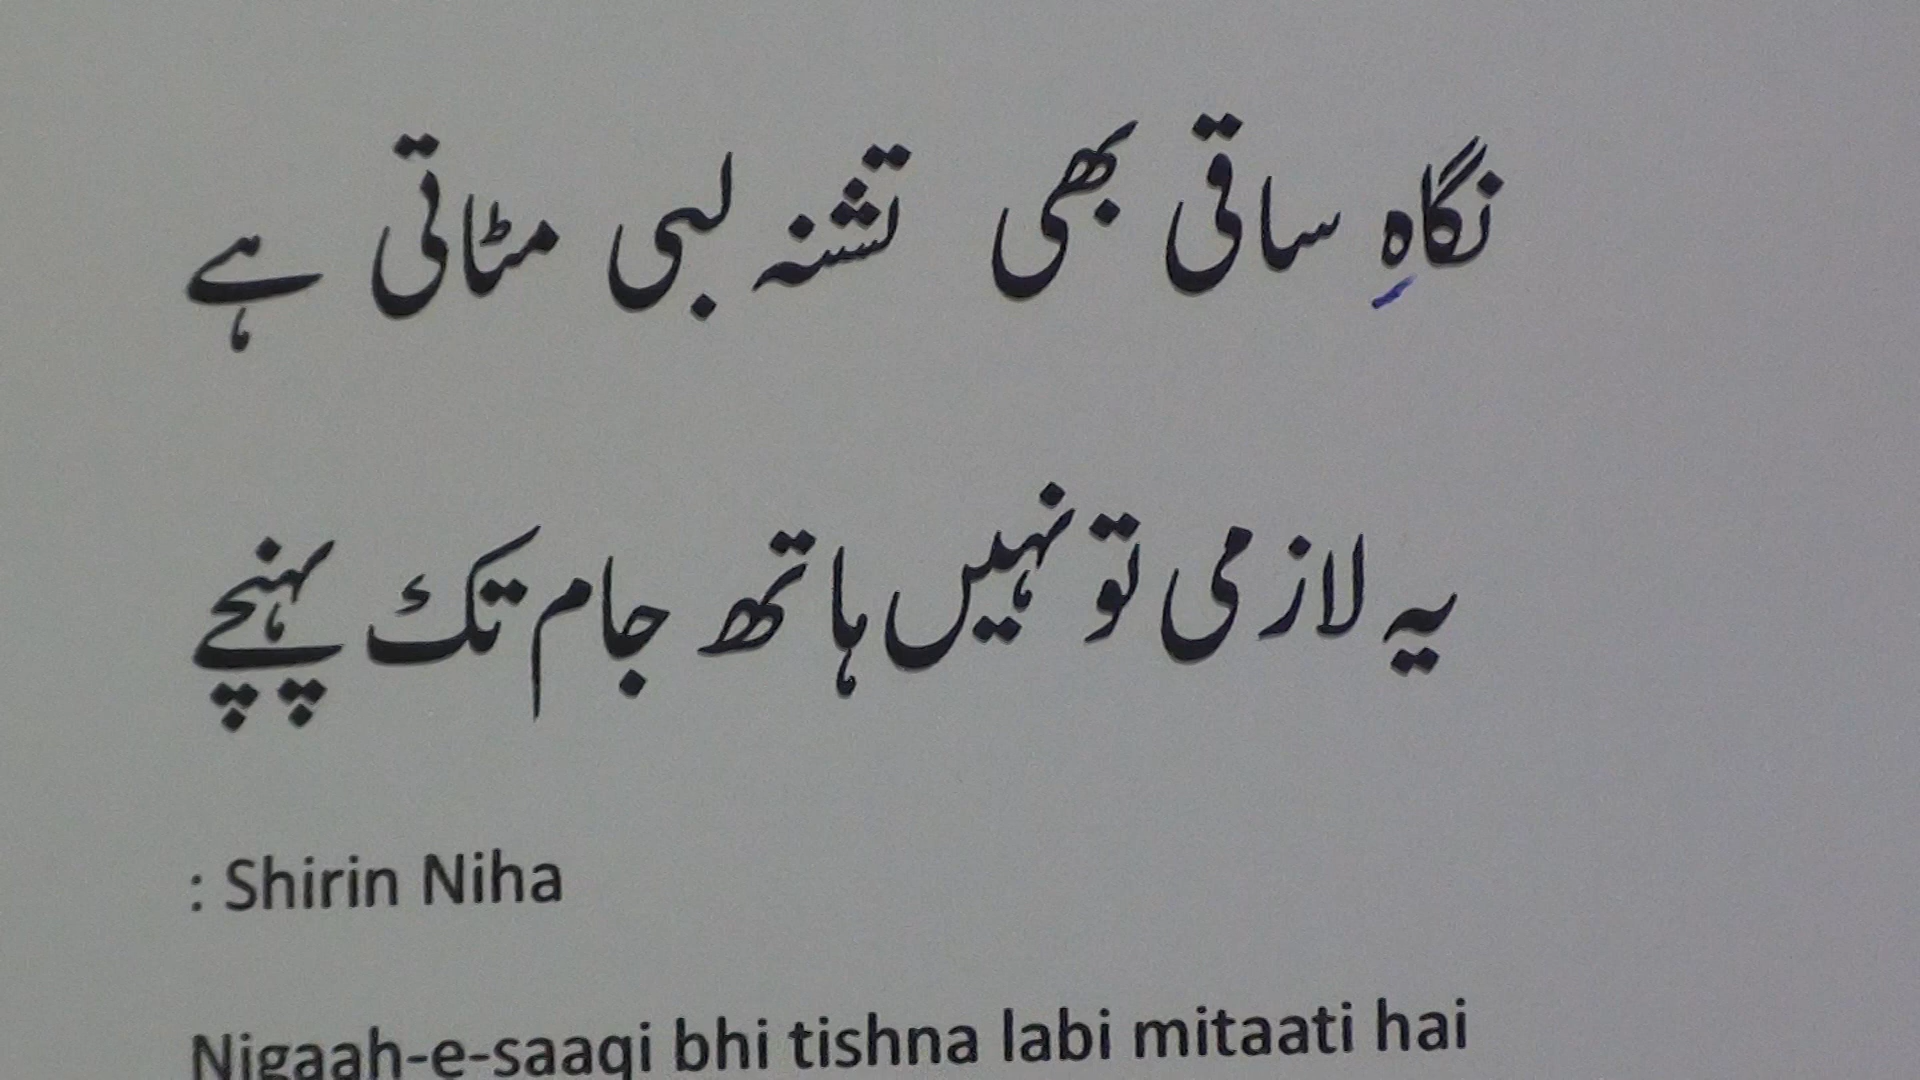 نگاہِ ساقی بھی تشنہ لبی مٹاتی ہے
یہ لازمی تو نہیں ہاتھ جام تک پہنچے
: Shirin Niha
Nigaah-e-saaqi bhi tishna labi mitaati hai